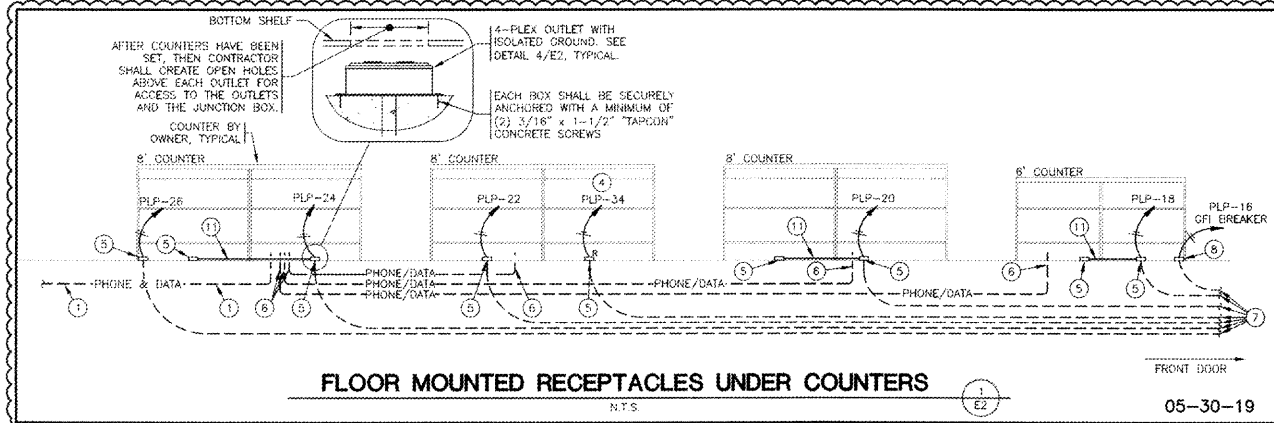 BOTTOM SHELF
AFTER COUNTERS HAVE BEEN
SET, THEN CONTRACTOR
SHALL CREATE OPEN HOLES
ABOVE EACH OUTLET FOR
ACCESS TO THE OUTLETS
AND THE JUNCTION BOX.
4-PLEX OUTLET WITH
ISOLATED GROUND. SEE
DETAIL 4/E2, TYPICAL.
EACH BOX SHALL BE SECURELY
ANCHORED WITH A MINIMUM OF
(2) 3/16" x 1-1/2" "TAPCON"
CONCRETE SCREWS
COUNTER BY
OWNER, TYPICAL
8' COUNTER
8' COUNTER
8' COUNTER
6' COUNTER
PLP-26
PLP-24
PLP-22
4
PLP-34
PLP-20
PLP-18
PLP-16
GFI BREAKER
5
5
11
R
5
11
6
5
6
11
8
PHONE/DATA
PHONE & DATA
PHONE/DATA
PHONE/DATA
PHONE/DATA
PHONE/DATA
1
1
6
5
5
6
5
5
5
7
FRONT DOOR
FLOOR MOUNTED RECEPTACLES UNDER COUNTERS
N.T.S.
1
E2
05-30-19